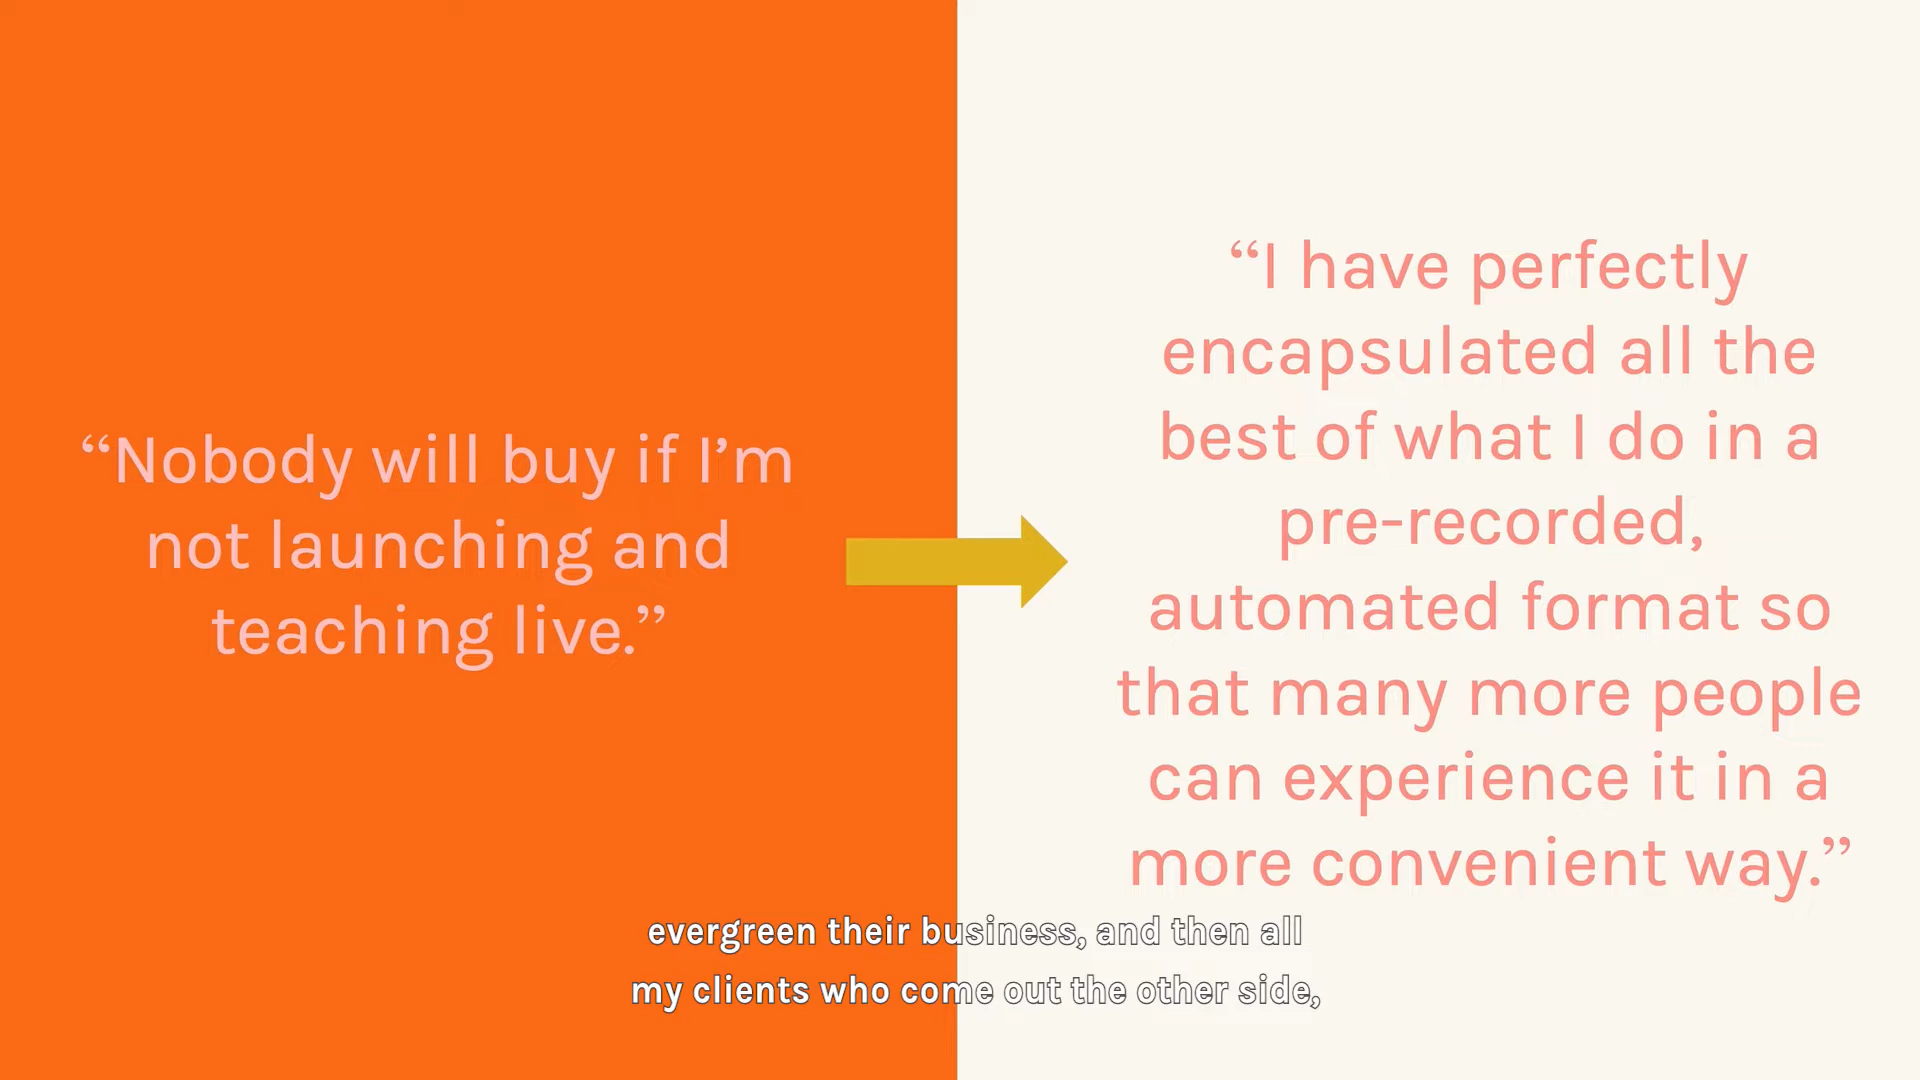 “Nobody will buy if I’m
not launching and
teaching live.”
“I have perfectly
encapsulated all the
best of what I do in a
pre-recorded,
automated format so
that many more people
can experience it in a
more convenient way.”
evergreen their business, and then all
my clients who come out the other side,